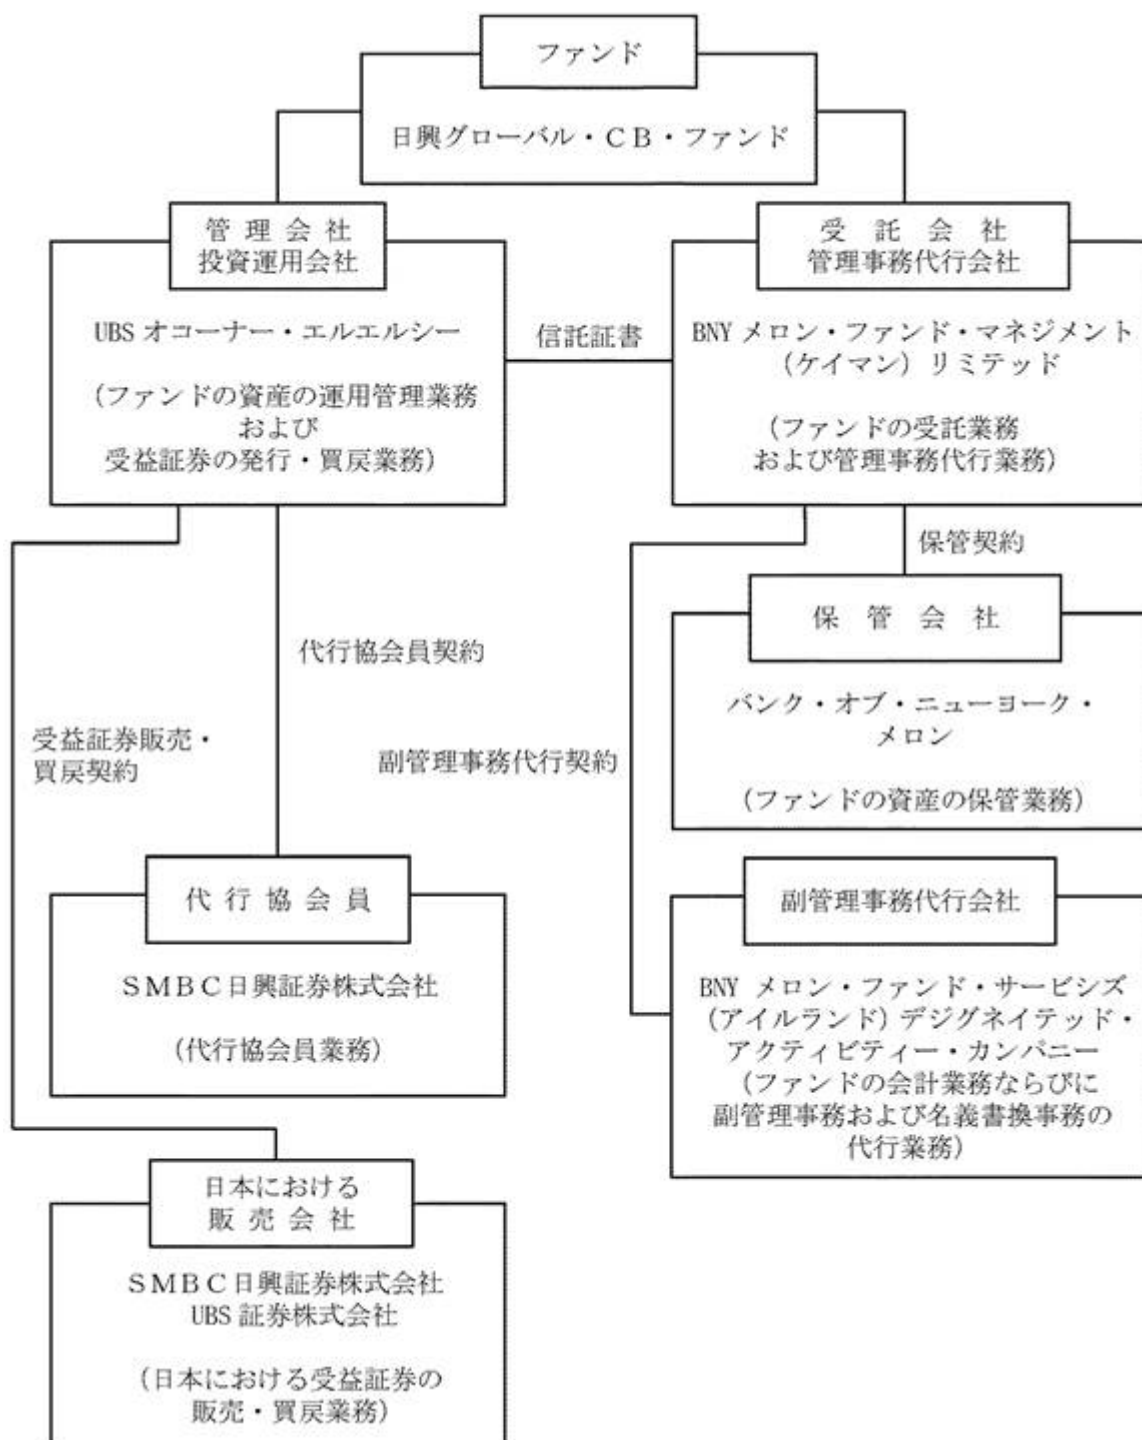 ファンド
日興グローバル・CB・ファンド
管理会社
投資運用会社
UBS オコーナー・エルエルシー
(ファンドの資産の運用管理業務
および
受益証券の発行・買戻業務)
信託証書
受託会社
管理事務代行会社
BNY メロン・ファンド・マネジメント
(ケイマン)リミテッド
(ファンドの受託業務
および管理事務代行業務)
保管契約
保管会社
バンク・オブ・ニューヨーク・
メロン
(ファンドの資産の保管業務)
代行協会員契約
受益証券販売・
買戻契約
副管理事務代行契約
代行協会員
SMBC日興証券株式会社
(代行協会員業務)
副管理事務代行会社
BNY メロン・ファンド・サービシズ
(アイルランド)デジグネイテッド・
アクティビティー・カンパニー
(ファンドの会計業務ならびに
副管理事務および名義書換事務の
代行業務)
日本における
販売会社
SMBC日興証券株式会社
UBS 証券株式会社
(日本における受益証券の
販売・買戻業務)